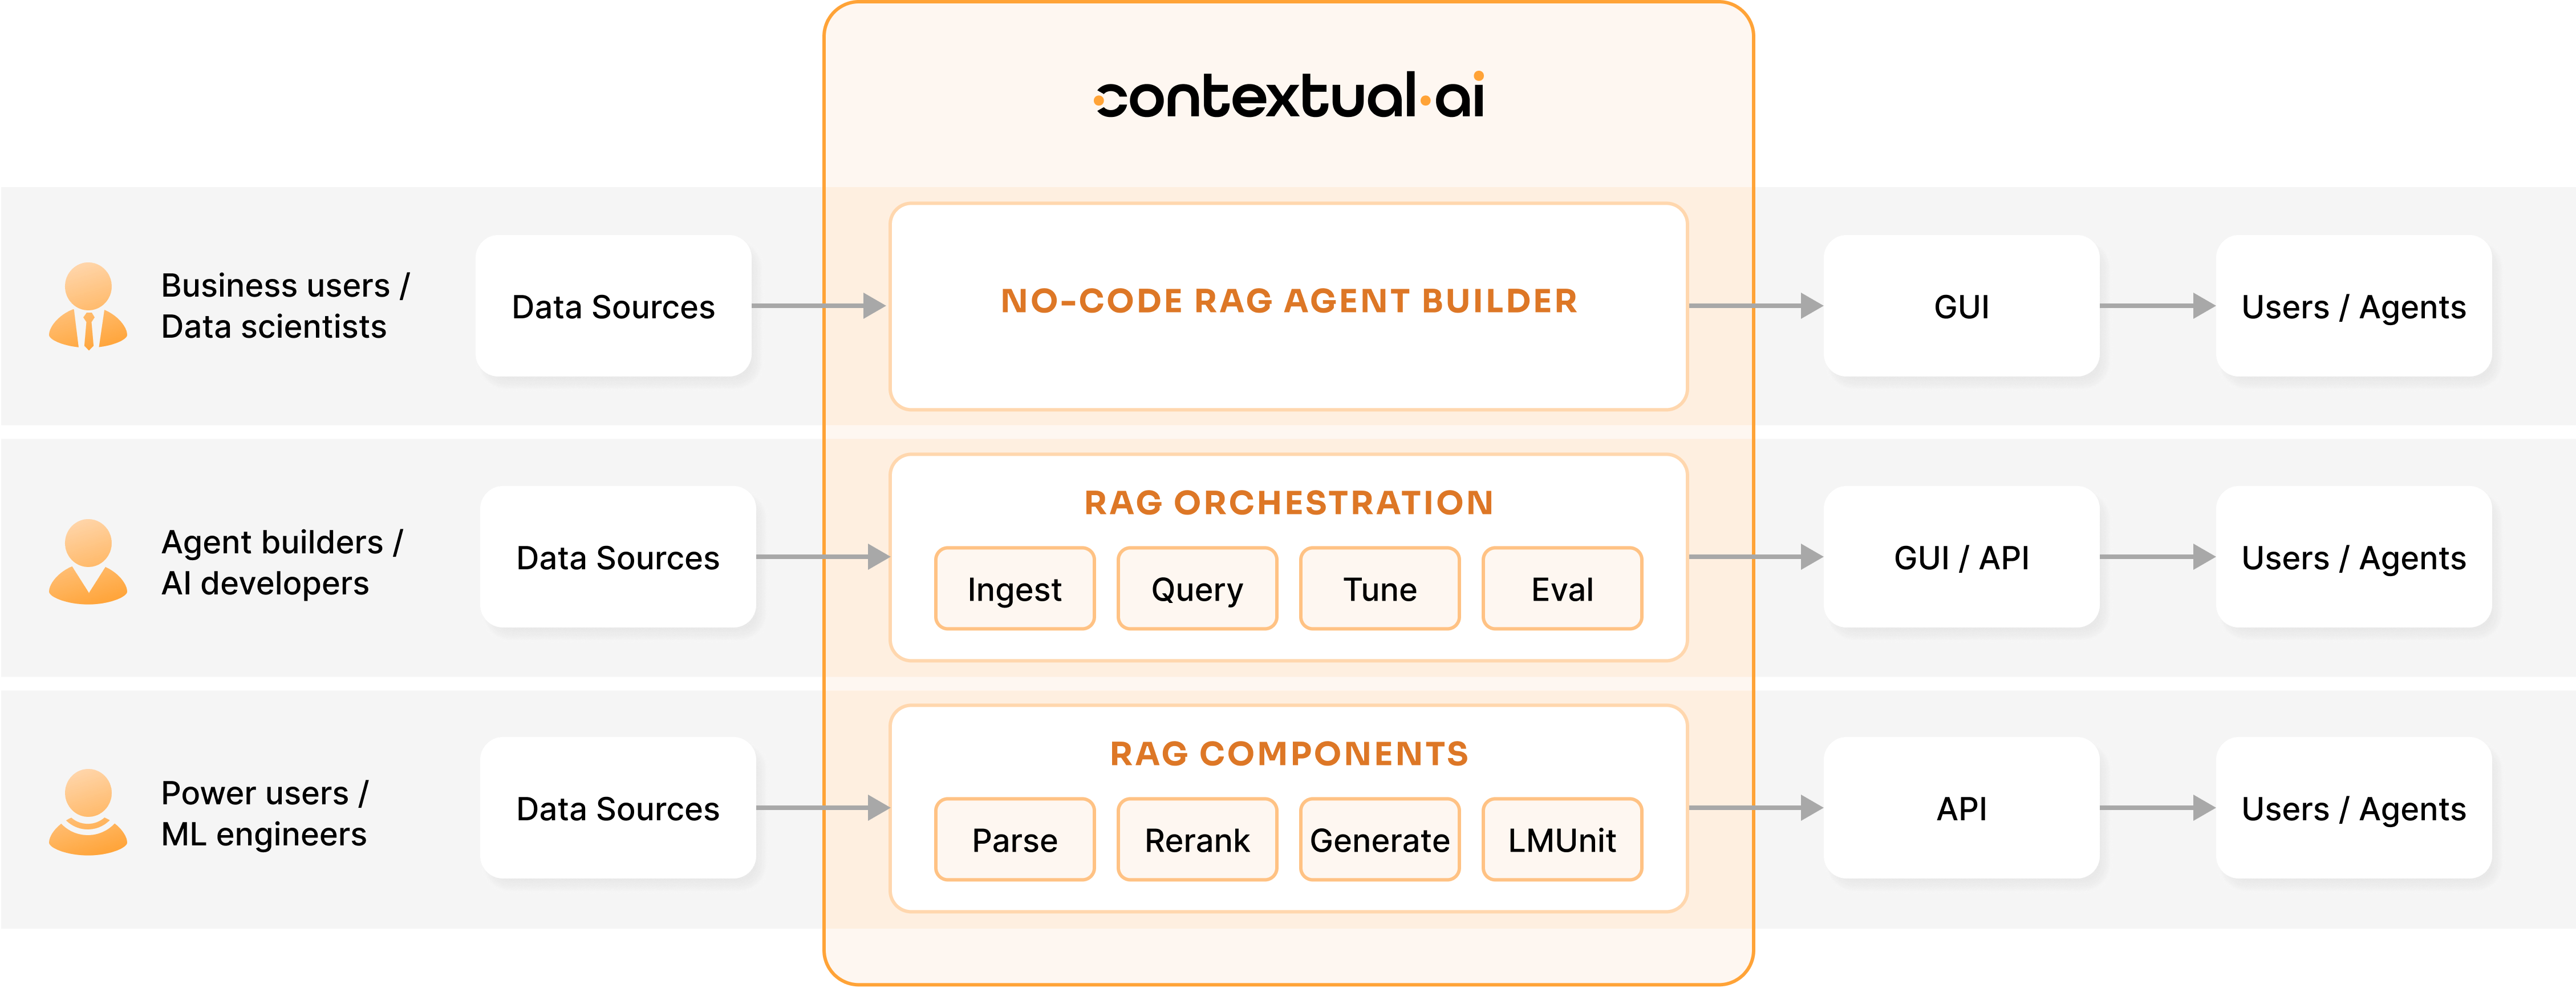 contextual·ai
Business users /
Data scientists
Data Sources
NO-CODE RAG AGENT BUILDER
GUI
Users / Agents
Agent builders /
AI developers
Data Sources
RAG ORCHESTRATION
Ingest
Query
Tune
Eval
GUI / API
Users / Agents
Power users /
ML engineers
Data Sources
RAG COMPONENTS
Parse
Rerank
Generate
LMUnit
API
Users / Agents